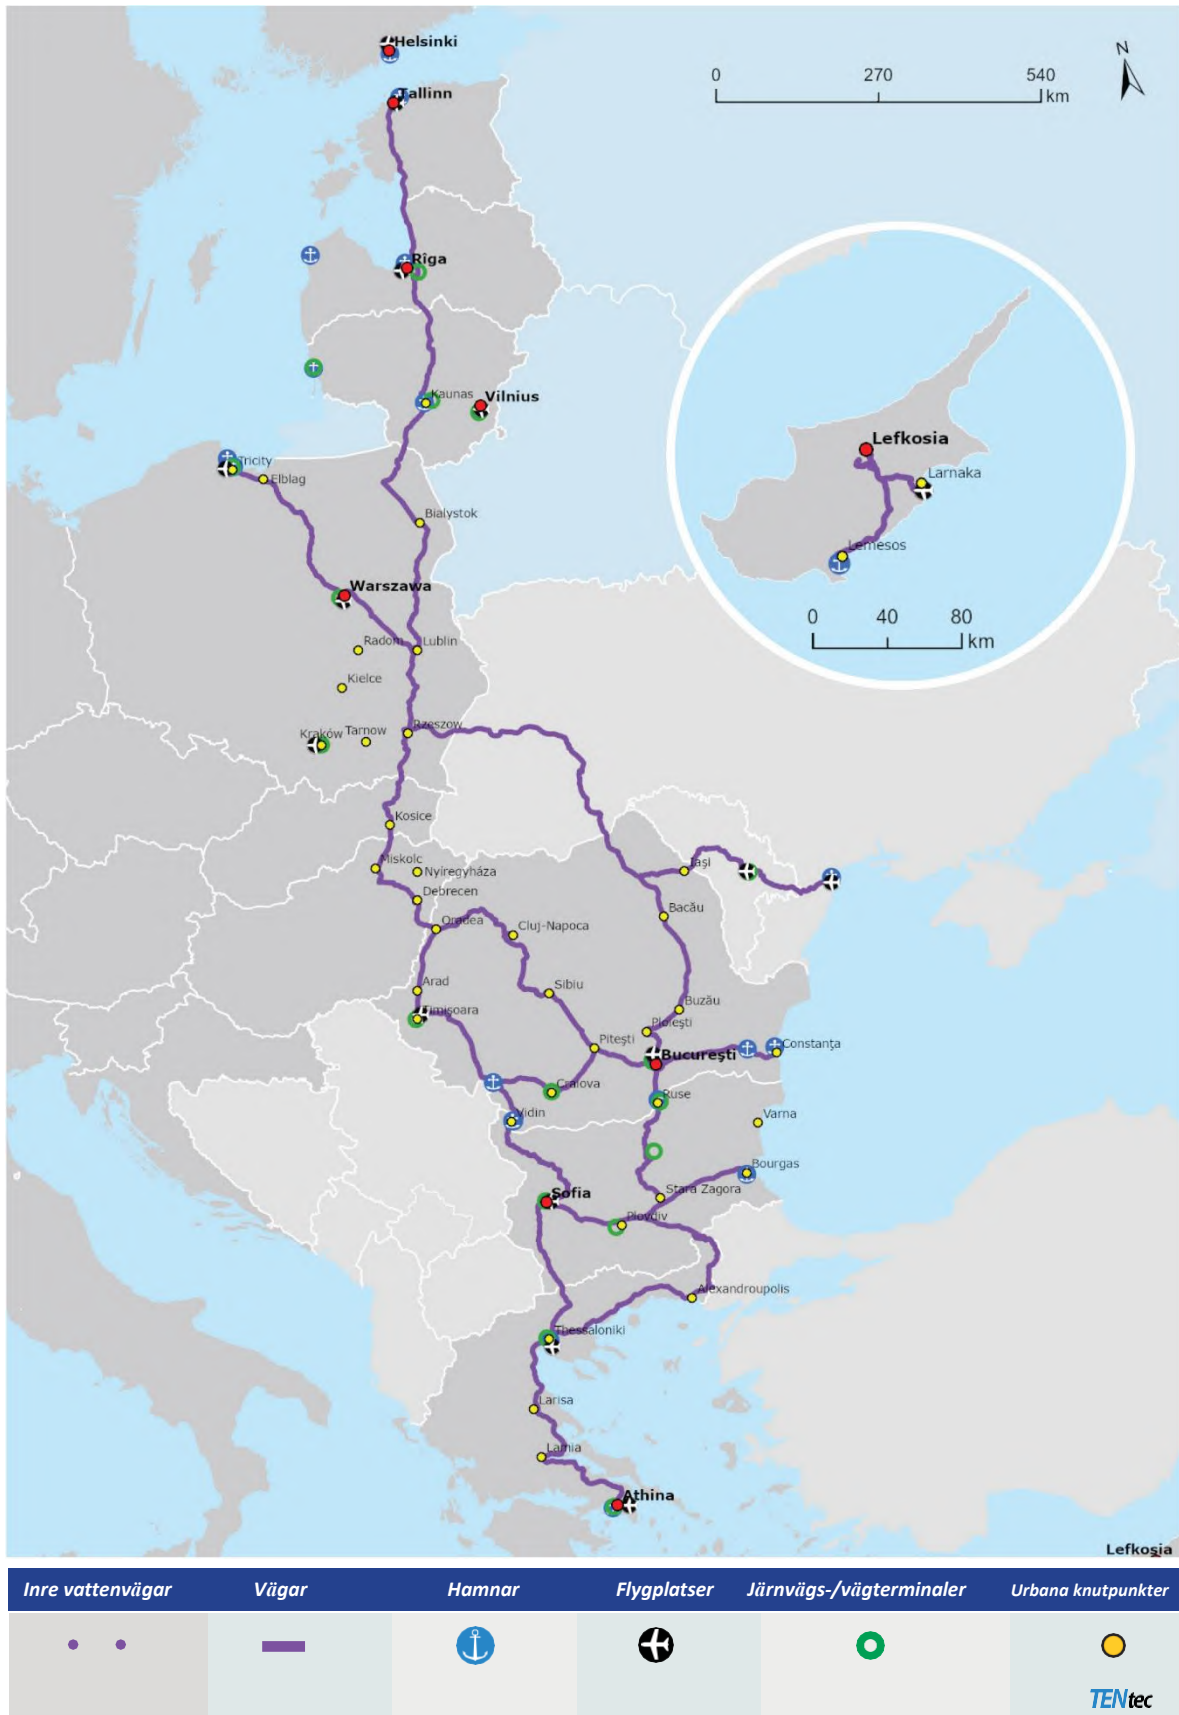 Helsinki
N
0 270 540
km
Tallinn
Rîga
Kaunas
Vilnius
Tricity
Elblag
Lefkosia
Larnaka
Bialystok
Lemesos
Warszawa
0 40 80
km
Radom
Lublin
Kielce
Rzeszow
Kraków
Tarnow
Kosice
Miskolc
Nyíregyháza
Iaşi
Debrecen
Bacău
Oradea
Cluj-Napoca
Arad
Sibiu
Timişoara
Buzău
Ploieşti
Piteşti
Bucureşti
Constanţa
Craiova
Ruse
Vidin
Varna
Bourgas
Sofia
Stara Zagora
Plovdiv
Alexandroupolis
Thessaloniki
Larisa
Lamia
Athina
Lefkosia
Inre vattenvägar Vägar Hamnar Flygplatser Järnvägs-/vägterminaler Urbana knutpunkter
TENtec